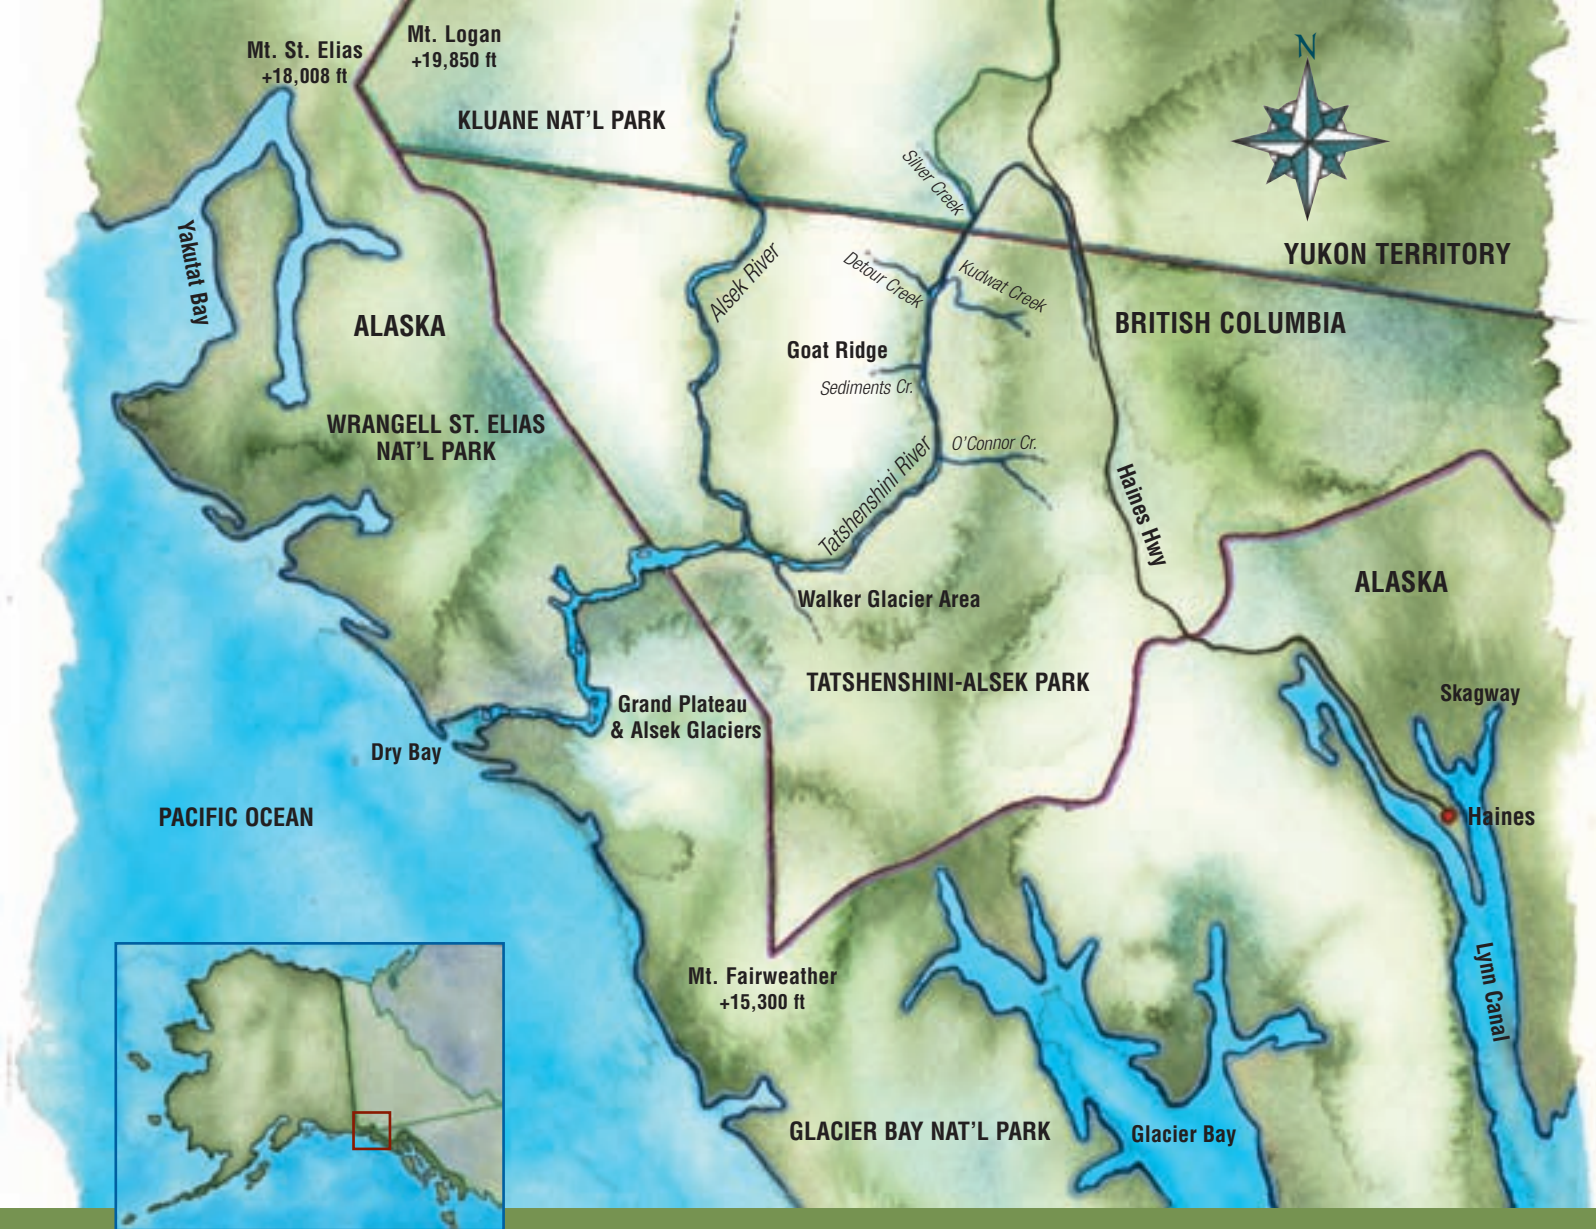 N
Mt. Logan
+19,850 ft
Mt. St. Elias
+18,008 ft
KLUANE NAT'L PARK
Silver Creek
YUKON TERRITORY
Yakutat Bay
Alsek River
Detour Creek
Kudwat Creek
ALASKA
BRITISH COLUMBIA
Goat Ridge
Sediments Cr.
WRANGELL ST. ELIAS
NAT'L PARK
O'Connor Cr.
Tatshenshini River
Haines Hwy
ALASKA
Walker Glacier Area
TATSHENSHINI-ALSEK PARK
Skagway
Grand Plateau
& Alsek Glaciers
Dry Bay
PACIFIC OCEAN
Haines
Mt. Fairweather
+15,300 ft
Lynn Canal
GLACIER BAY NAT'L PARK
Glacier Bay